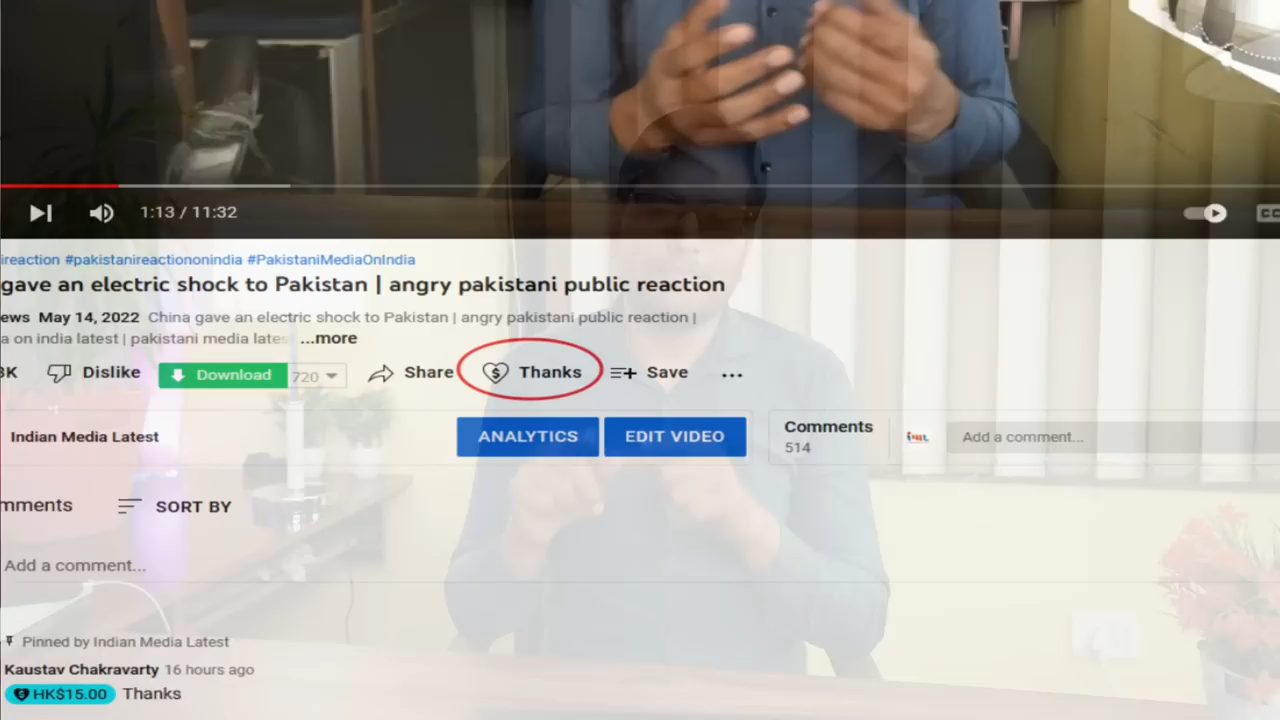 1:13 / 11:32
ireaction #pakistanireactiononindia #PakistaniMediaOnIndia
gave an electric shock to Pakistan | angry pakistani public reaction
ews May 14, 2022 China gave an electric shock to Pakistan | angry pakistani public reaction |
a on india latest | pakistani media lates ...more
3K Dislike Download 720 Share $ Thanks Save ...
Indian Media Latest ANALYTICS EDIT VIDEO Comments Add a comment...
514
mments SORT BY
Add a comment...
Pinned by Indian Media Latest
Kaustav Chakravarty 16 hours ago
HK$15.00 Thanks